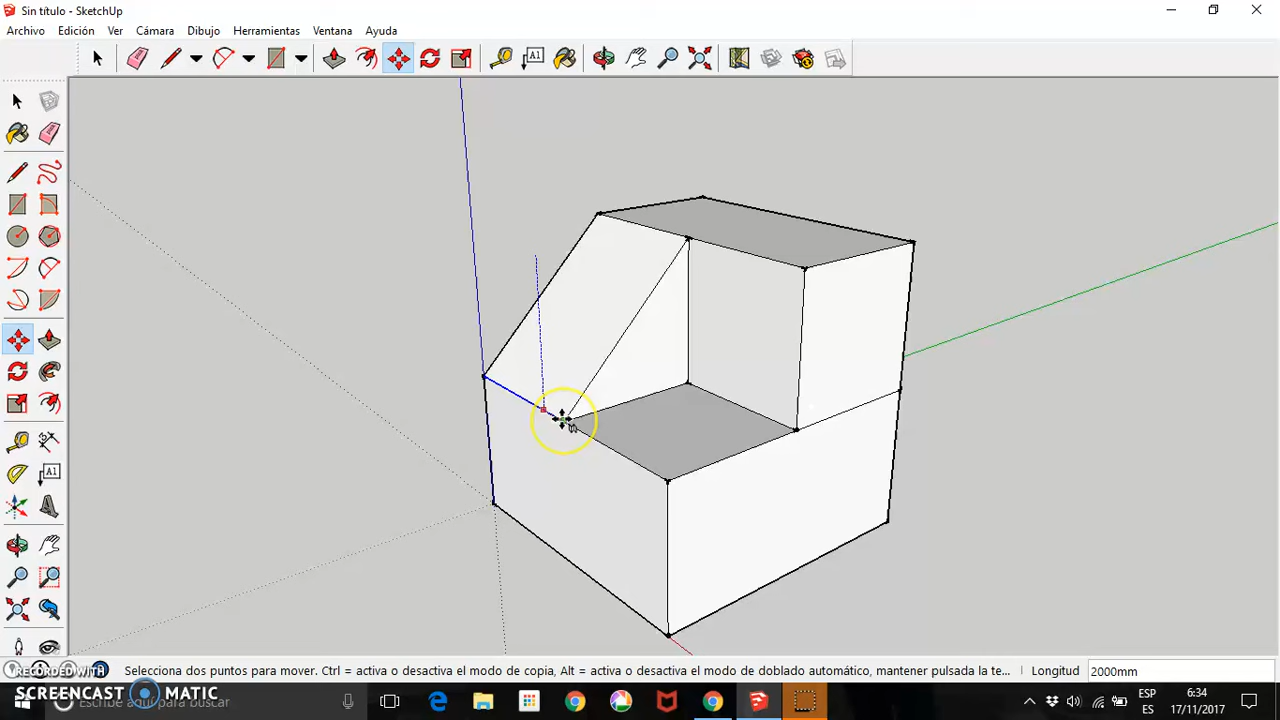 Sin título - SketchUp
Archivo Edición Ver Cámara Dibujo Herramientas Ventana Ayuda
A1
A1
Selecciona dos puntos para mover. Ctrl = activa o desactiva el modo de copia, Alt = activa o desactiva el modo de doblado automático, mantener pulsada la te... Longitud 2000mm
RECORDED WITH
SCREENCAST MATIC
Escribe aquí para buscar
ESP 6:34
ES 17/11/2017